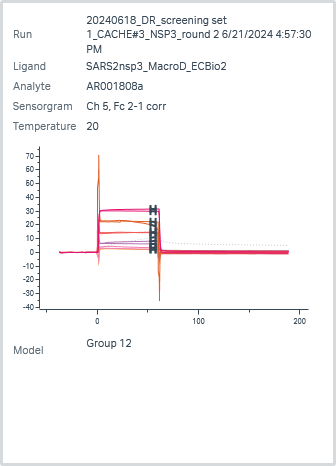 Run 20240618_DR_screening set
1_CACHE#3_NSP3_round 2 6/21/2024 4:57:30
PM
Ligand SARS2nsp3_MacroD_ECBio2
Analyte AR001808a
Sensorgram Ch 5, Fc 2-1 corr
Temperature 20
70
60
50
40
30
20
10
0
-10
-20
-30
-40
0 100 200
Model Group 12